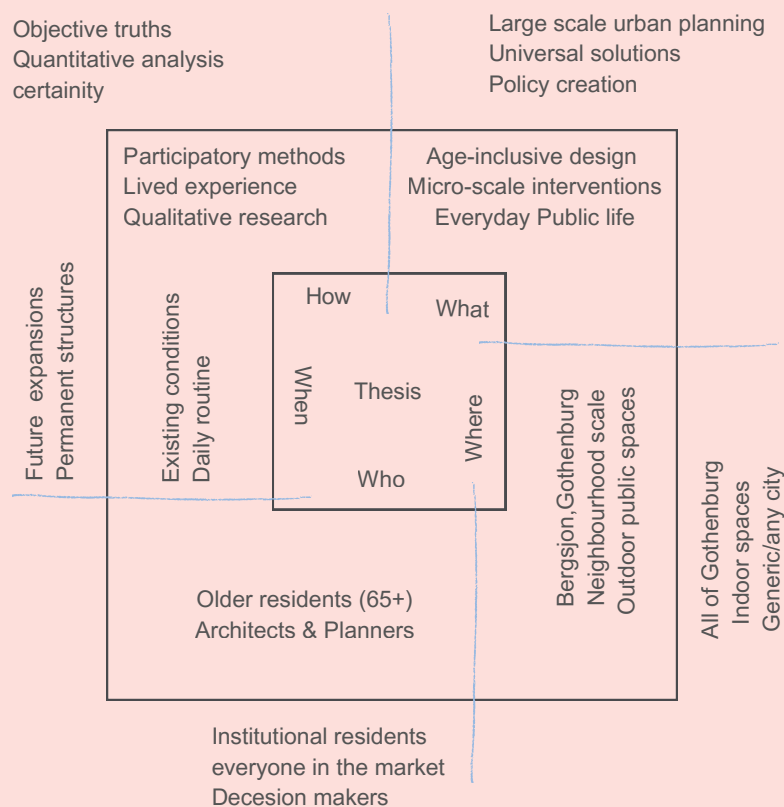 Objective truths
Quantitative analysis
certainity
Large scale urban planning
Universal solutions
Policy creation
Participatory methods
Lived experience
Qualitative research
Age-inclusive design
Micro-scale interventions
Everyday Public life
Future expansions
Permanent structures
Existing conditions
Daily routine
How
What
When
Thesis
Where
Who
Bergsjon,Gothenburg
Neighbourhood scale
Outdoor public spaces
All of Gothenburg
Indoor spaces
Generic/any city
Older residents (65+)
Architects & Planners
Institutional residents
everyone in the market
Decesion makers